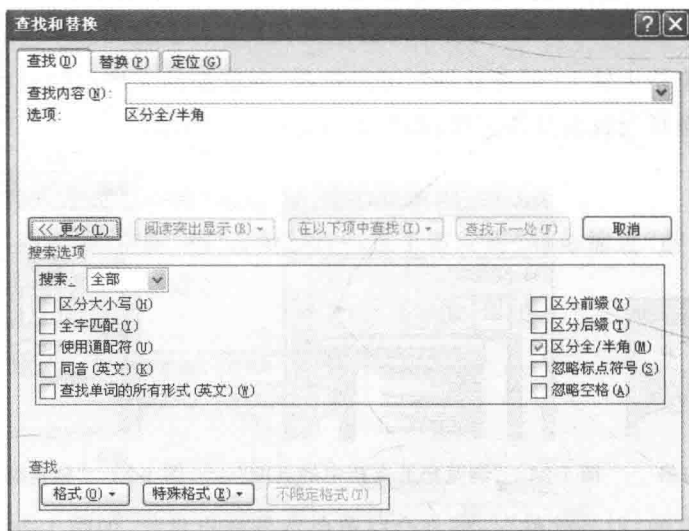 查找和替换
查找(D) 替换(P) 定位(G)
查找内容(N):
选项: 区分全/半角
<< 更少(L) 阅读突出显示(R) 在以下项中查找(I) 查找下一处(F) 取消
搜索选项
搜索: 全部
区分大小写(H) 区分前缀(X)
全字匹配(Y) 区分后缀(T)
使用通配符(U) 区分全/半角(M)
同音(英文)(K) 忽略标点符号(S)
查找单词的所有形式(英文)(W) 忽略空格(A)
查找
格式(O) 特殊格式(E) 不限定格式(T)